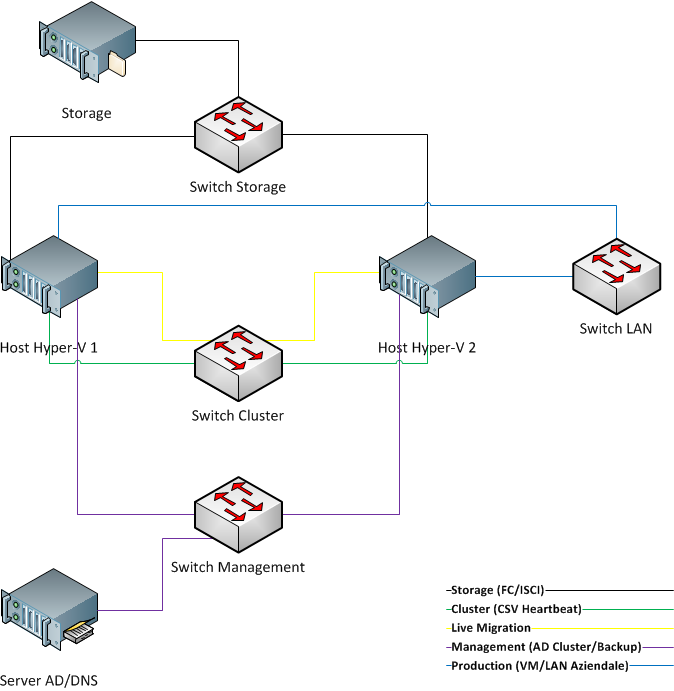 Storage
Switch Storage
Host Hyper-V 1
Host Hyper-V 2
Switch LAN
Switch Cluster
Switch Management
Server AD/DNS
Storage (FC/ISCI)
Cluster (CSV Heartbeat)
Live Migration
Management (AD Cluster/Backup)
Production (VM/LAN Aziendale)